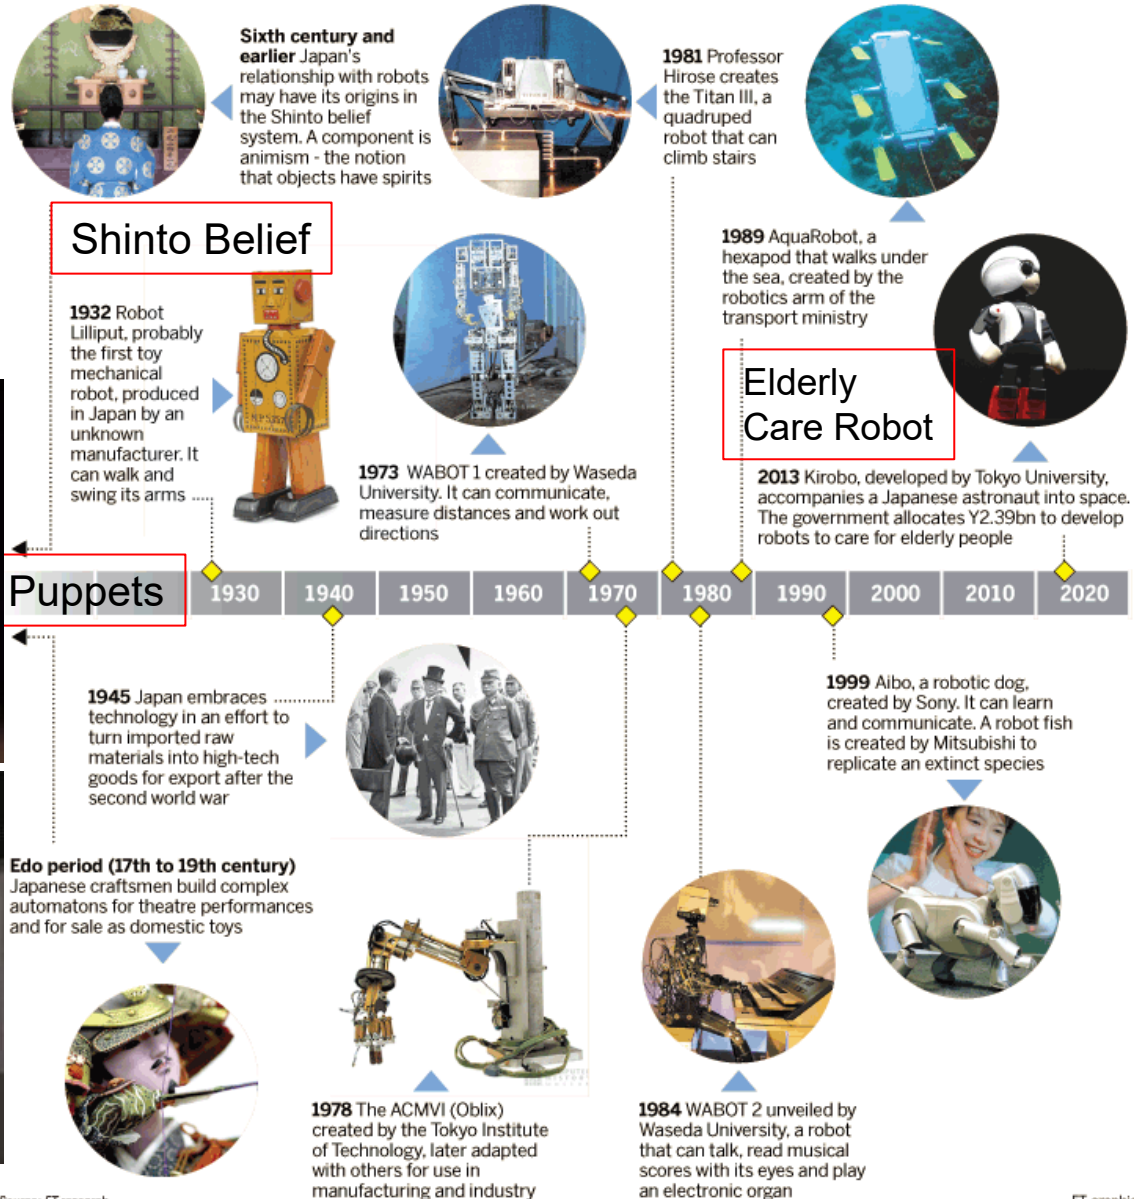 Sixth century and
earlier Japan's
relationship with robots
may have its origins in
the Shinto belief
system. A component is
animism - the notion
that objects have spirits
1981 Professor
Hirose creates
the Titan III, a
quadruped
robot that can
climb stairs
Shinto Belief
1989 AquaRobot, a
hexapod that walks under
the sea, created by the
robotics arm of the
transport ministry
1932 Robot
Lilliput, probably
the first toy
mechanical
robot, produced
in Japan by an
unknown
manufacturer. It
can walk and
swing its arms
Elderly
Care Robot
1973 WABOT 1 created by Waseda
University. It can communicate,
measure distances and work out
directions
2013 Kirobo, developed by Tokyo University,
accompanies a Japanese astronaut into space.
The government allocates Y2.39bn to develop
robots to care for elderly people
Puppets
1930 1940 1950 1960 1970 1980 1990 2000 2010 2020
1945 Japan embraces
technology in an effort to
turn imported raw
materials into high-tech
goods for export after the
second world war
1999 Aibo, a robotic dog,
created by Sony. It can learn
and communicate. A robot fish
is created by Mitsubishi to
replicate an extinct species
Edo period (17th to 19th century)
Japanese craftsmen build complex
automatons for theatre performances
and for sale as domestic toys
1978 The ACMVI (Oblix)
created by the Tokyo Institute
of Technology, later adapted
with others for use in
manufacturing and industry
1984 WABOT 2 unveiled by
Waseda University, a robot
that can talk, read musical
scores with its eyes and play
an electronic organ